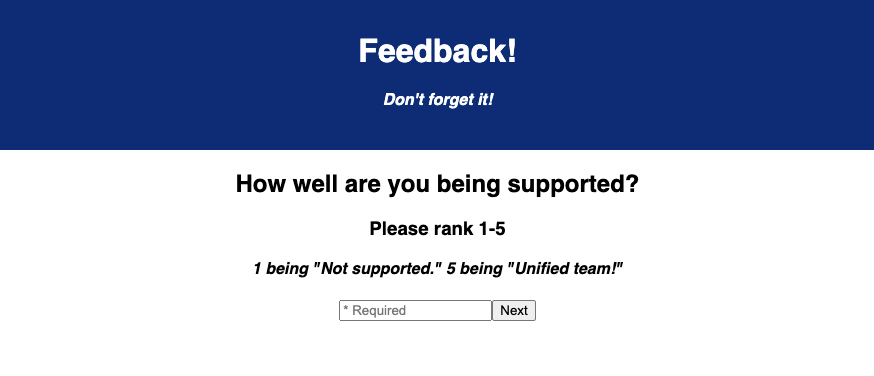 Feedback!
Don't forget it!
How well are you being supported?
Please rank 1-5
1 being "Not supported." 5 being "Unified team!"
* Required Next